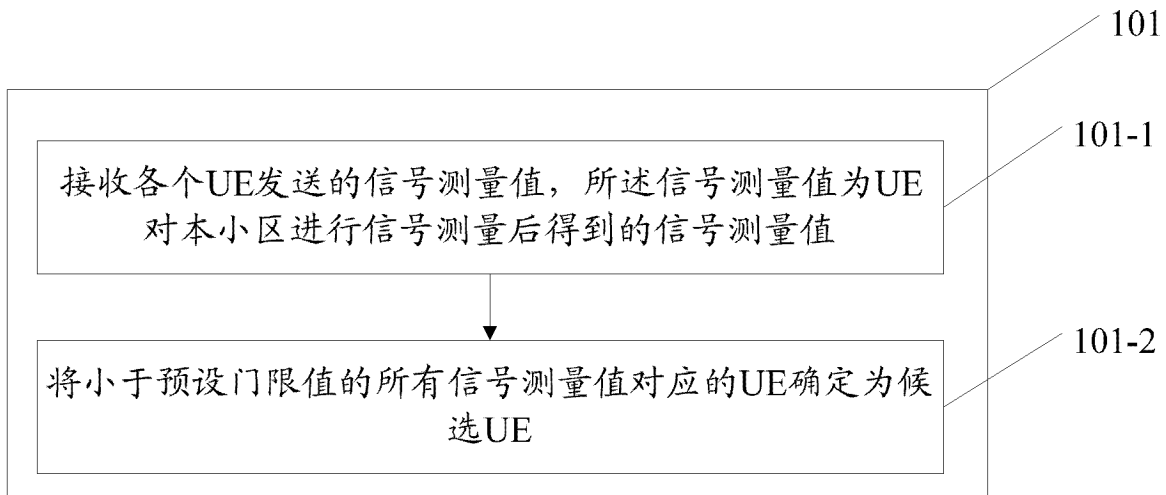 101
101-1
接收各个UE发送的信号测量值，所述信号测量值为UE
对本小区进行信号测量后得到的信号测量值
101-2
将小于预设门限值的所有信号测量值对应的UE确定为候
选UE